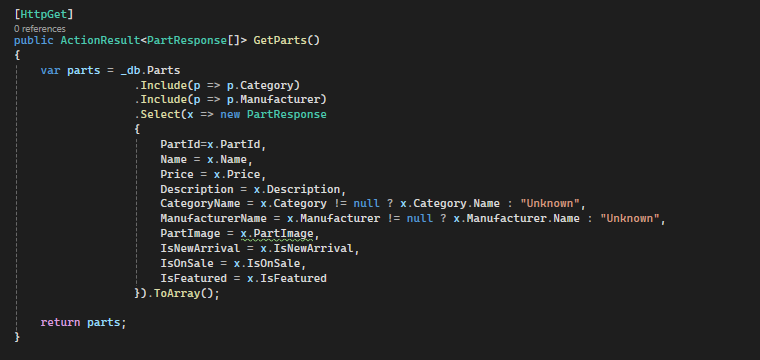 [HttpGet]
0 references
public ActionResult<PartResponse[]> GetParts()
{
var parts = _db.Parts
.Include(p => p.Category)
.Include(p => p.Manufacturer)
.Select(x => new PartResponse
{
PartId=x.PartId,
Name = x.Name,
Price = x.Price,
Description = x.Description,
CategoryName = x.Category != null ? x.Category.Name : "Unknown",
ManufacturerName = x.Manufacturer != null ? x.Manufacturer.Name : "Unknown",
PartImage = x.PartImage,
IsNewArrival = x.IsNewArrival,
IsOnSale = x.IsOnSale,
IsFeatured = x.IsFeatured
}).ToArray();
return parts;
}